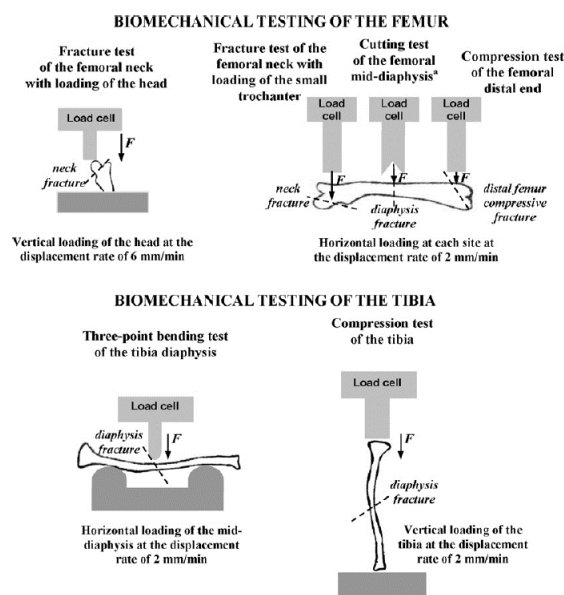 BIOMECHANICAL TESTING OF THE FEMUR
Fracture test
of the femoral neck
with loading of the head
Load cell
F
neck
fracture
Vertical loading of the head at the
displacement rate of 6 mm/min
Fracture test of the
femoral neck with
loading of the small
trochanter
Cutting test
of the femoral
mid-diaphysisª
Compression test
of the femoral
distal end
Load
cell
Load
cell
Load
cell
F
F
F
neck
fracture
diaphysis
fracture
distal femur
compressive
fracture
Horizontal loading at each site at
the displacement rate of 2 mm/min
BIOMECHANICAL TESTING OF THE TIBIA
Three-point bending test
of the tibia diaphysis
Load cell
diaphysis
fracture
F
Horizontal loading of the mid-
diaphysis at the displacement
rate of 2 mm/min
Compression test
of the tibia
Load cell
F
diaphysis
fracture
Vertical loading of the
tibia at the displacement
rate of 2 mm/min